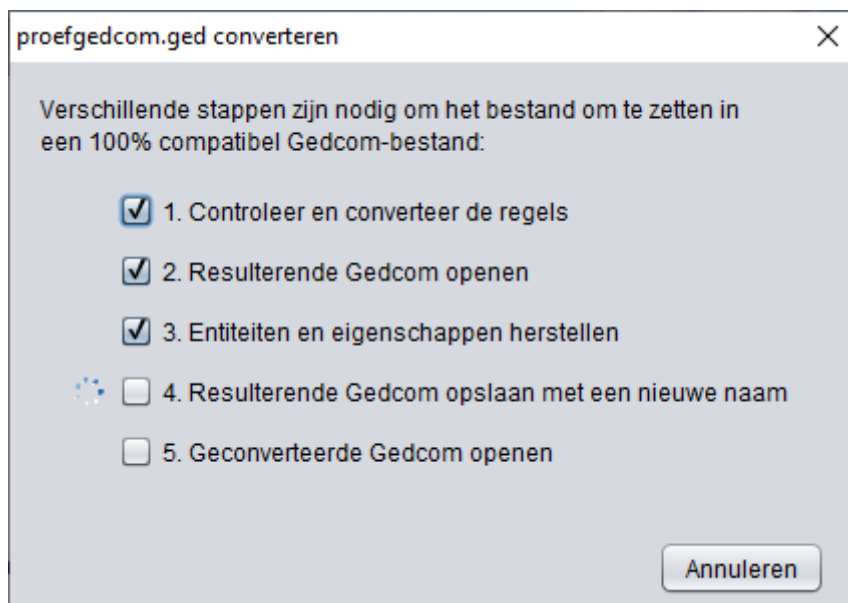 proefgedcom.ged converteren
Verschillende stappen zijn nodig om het bestand om te zetten in
een 100% compatibel Gedcom-bestand:
1. Controleer en converteer de regels
2. Resulterende Gedcom openen
3. Entiteiten en eigenschappen herstellen
4. Resulterende Gedcom opslaan met een nieuwe naam
5. Geconverteerde Gedcom openen
Annuleren